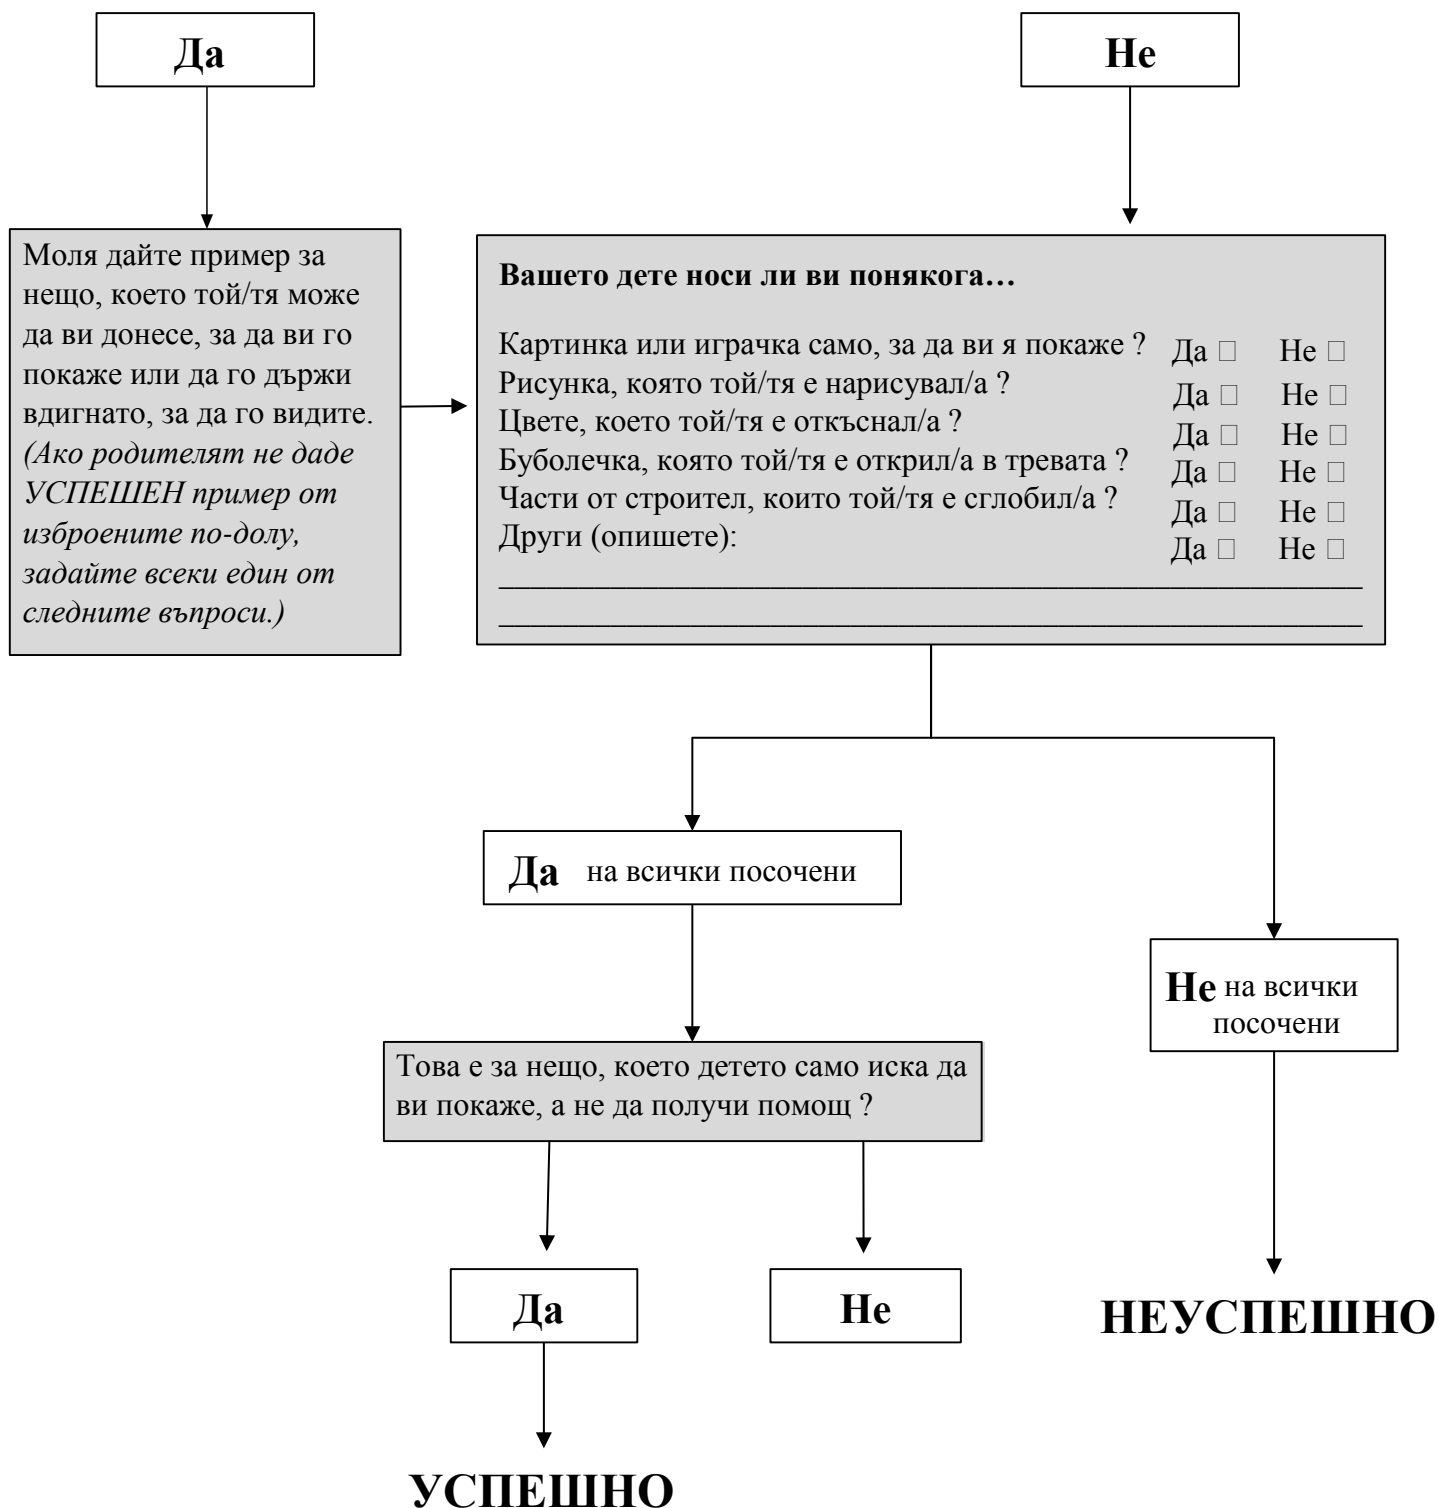 Да
Не
Моля дайте пример за
нещо, което той/тя може
да ви донесе, за да ви го
покаже или да го държи
вдигнато, за да го видите.
(Ако родителят не даде
УСПЕШЕН пример от
изброените по-долу,
задайте всеки един от
следните въпроси.)
Вашето дете носи ли ви понякога…
Картинка или играчка само, за да ви я покаже ? Да □ Не □
Рисунка, която той/тя е нарисувал/а ? Да □ Не □
Цвете, което той/тя е откъснал/а ? Да □ Не □
Буболечка, която той/тя е открил/а в тревата ? Да □ Не □
Части от строител, които той/тя е сглобил/а ? Да □ Не □
Други (опишете): Да □ Не □
Да на всички посочени
Не на всички
посочени
Това е за нещо, което детето само иска да
ви покаже, а не да получи помощ ?
Да
Не
НЕУСПЕШНО
УСПЕШНО